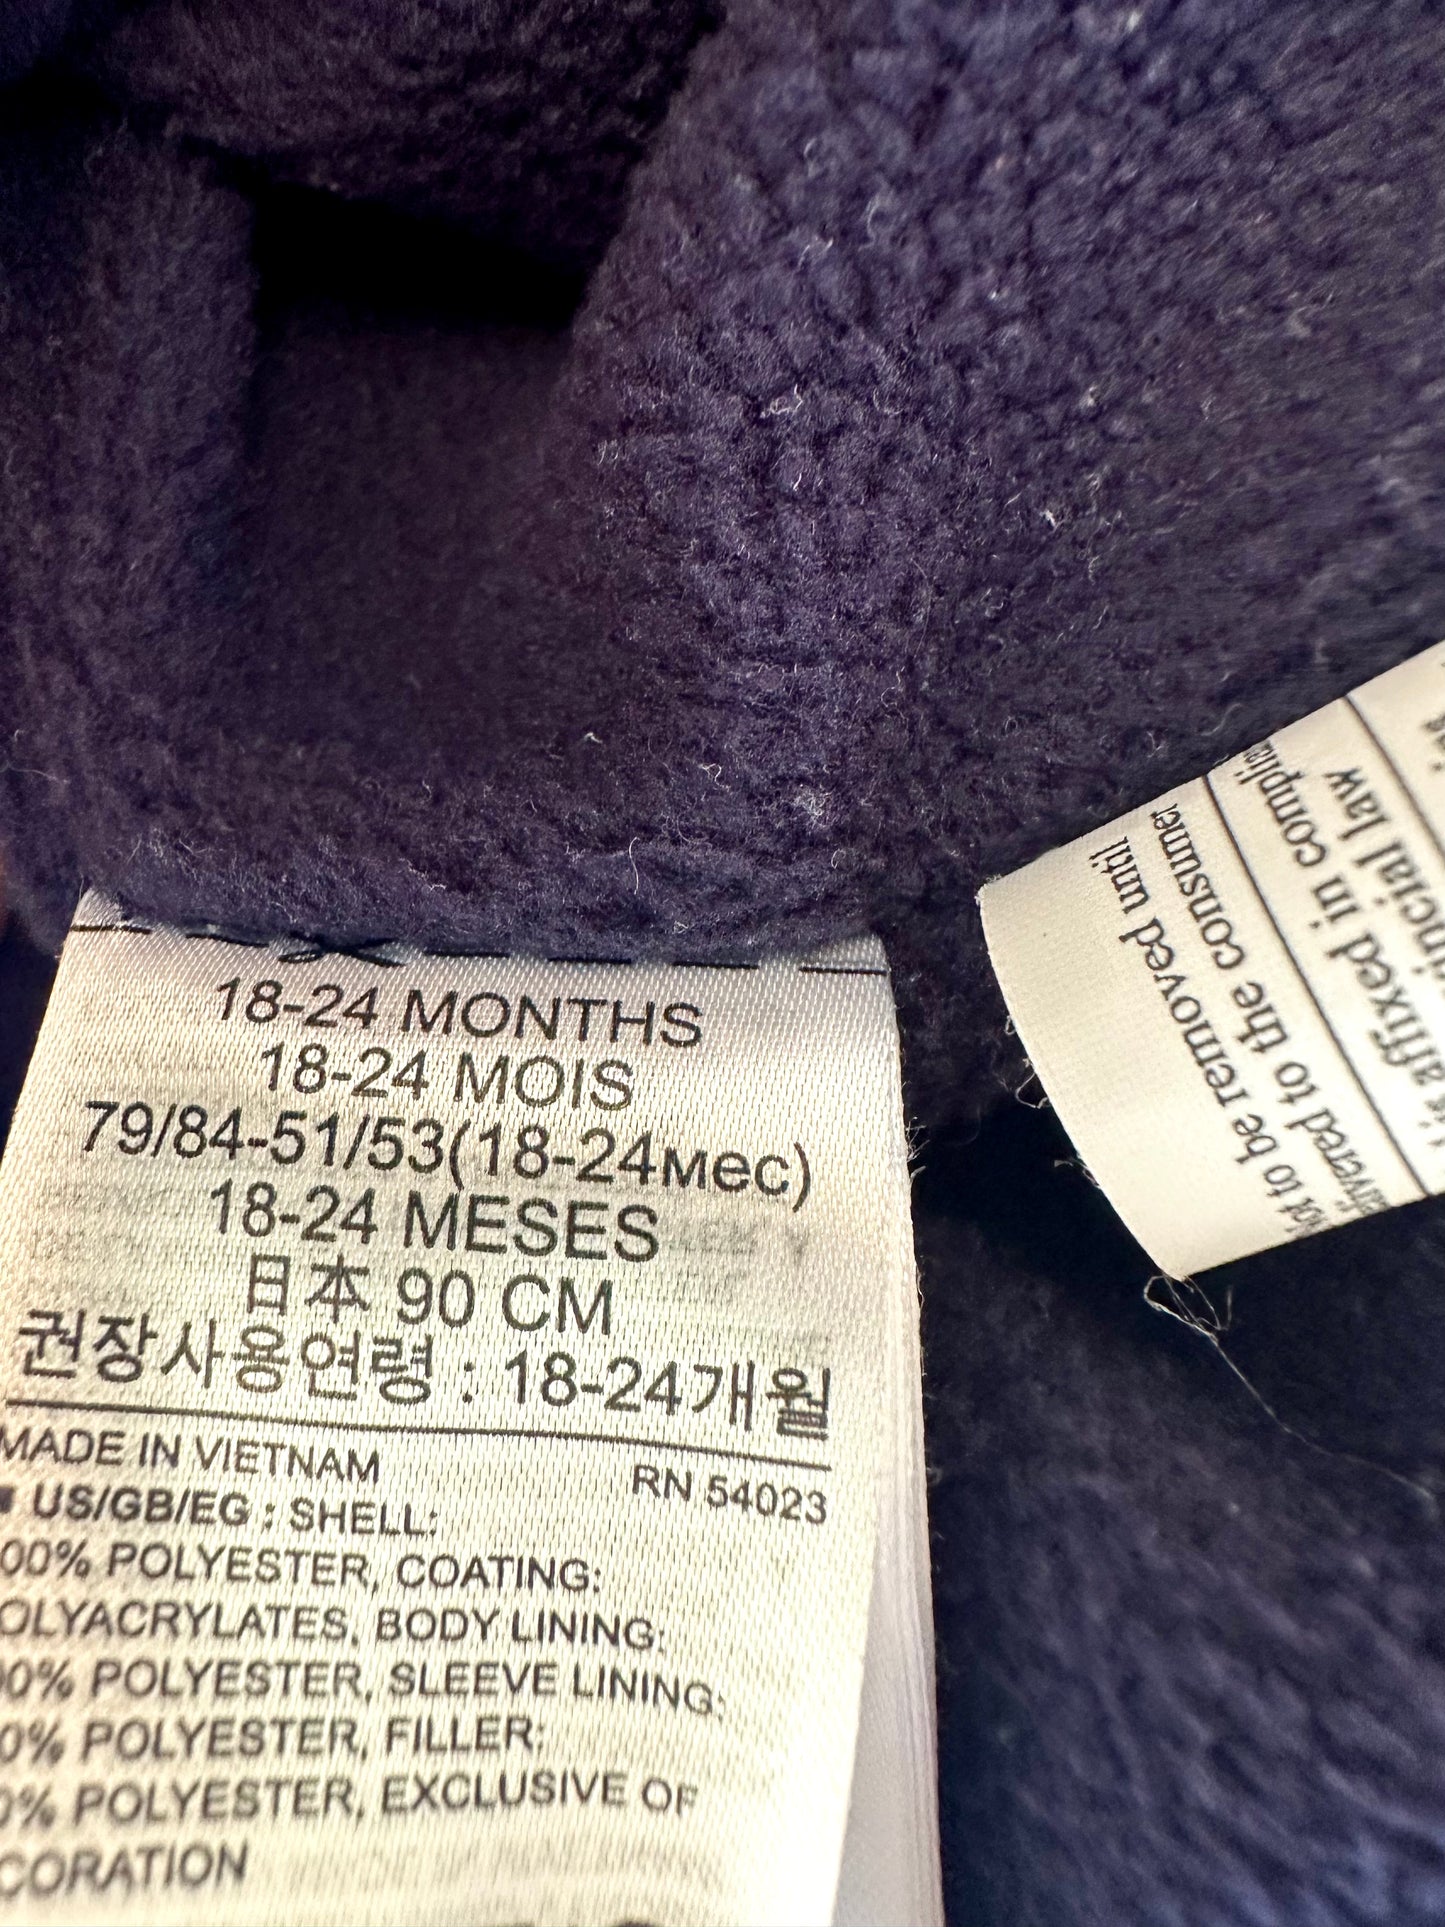 18-24 MONTHS
18-24 MOIS
79/84-51/53(18-24мес)
18-24 MESES
日本 90 CM
권장사용연령 : 18-24개월
MADE IN VIETNAM
RN 54023
US/GB/EG : SHELL:
00% POLYESTER, COATING:
OLYACRYLATES, BODY LINING:
00% POLYESTER, SLEEVE LINING:
0% POLYESTER, FILLER:
0% POLYESTER, EXCLUSIVE OF
CORATION
Not to be removed until
delivered to the consumer
is affixed in
law